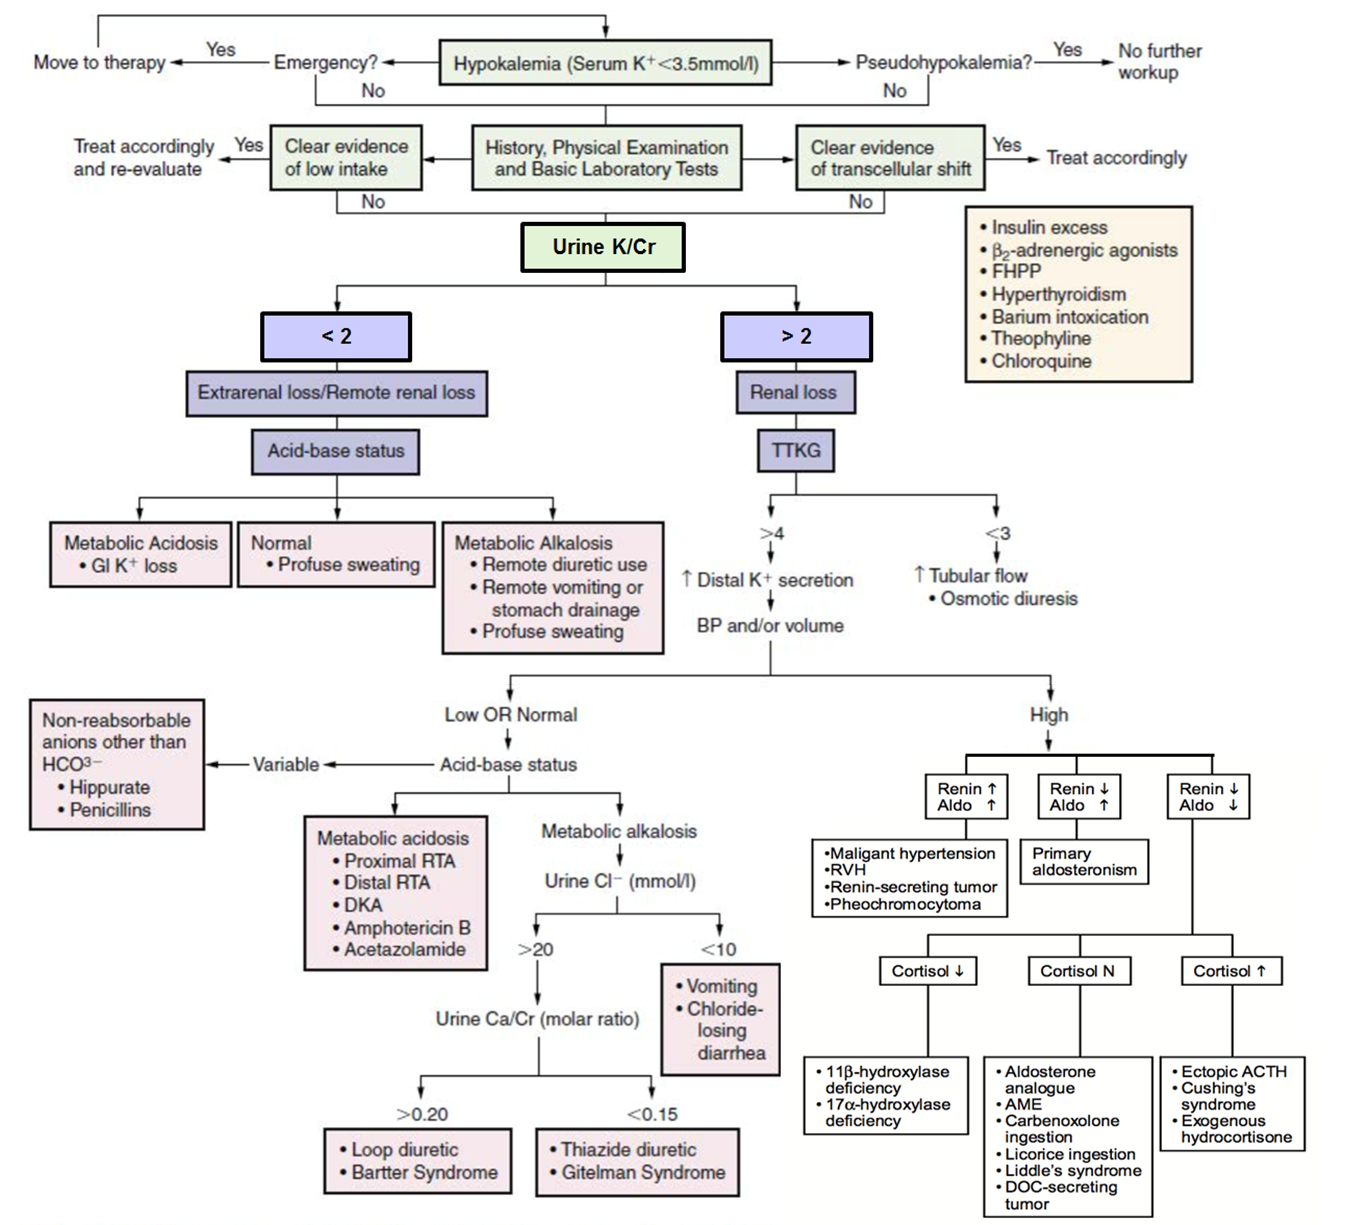 Move to therapy
Yes
Emergency?
Hypokalemia (Serum K⁺<3.5mmol/l)
Pseudohypokalemia?
Yes
No further
workup
No
No
Treat accordingly
and re-evaluate
Yes
Clear evidence
of low intake
History, Physical Examination
and Basic Laboratory Tests
Clear evidence
of transcellular shift
Yes
Treat accordingly
No
No
Urine K/Cr
• Insulin excess
• β₂-adrenergic agonists
• FHPP
• Hyperthyroidism
• Barium intoxication
• Theophyline
• Chloroquine
< 2
> 2
Extrarenal loss/Remote renal loss
Renal loss
Acid-base status
TTKG
Metabolic Acidosis
• GI K⁺ loss
Normal
• Profuse sweating
Metabolic Alkalosis
• Remote diuretic use
• Remote vomiting or
stomach drainage
• Profuse sweating
>4
<3
↑ Distal K⁺ secretion
↑ Tubular flow
• Osmotic diuresis
BP and/or volume
Low OR Normal
High
Non-reabsorbable
anions other than
HCO³⁻
• Hippurate
• Penicillins
Variable
Acid-base status
Renin ↑
Aldo ↑
Renin ↓
Aldo ↑
Renin ↓
Aldo ↓
Metabolic acidosis
• Proximal RTA
• Distal RTA
• DKA
• Amphotericin B
• Acetazolamide
Metabolic alkalosis
Urine Cl⁻ (mmol/l)
•Maligant hypertension
•RVH
•Renin-secreting tumor
•Pheochromocytoma
Primary
aldosteronism
>20
<10
• Vomiting
• Chloride-
losing
diarrhea
Cortisol ↓
Cortisol N
Cortisol ↑
Urine Ca/Cr (molar ratio)
>0.20
<0.15
• Loop diuretic
• Bartter Syndrome
• Thiazide diuretic
• Gitelman Syndrome
• 11β-hydroxylase
deficiency
• 17α-hydroxylase
deficiency
• Aldosterone
analogue
• AME
• Carbenoxolone
ingestion
• Licorice ingestion
• Liddle's syndrome
• DOC-secreting
tumor
• Ectopic ACTH
• Cushing's
syndrome
• Exogenous
hydrocortisone